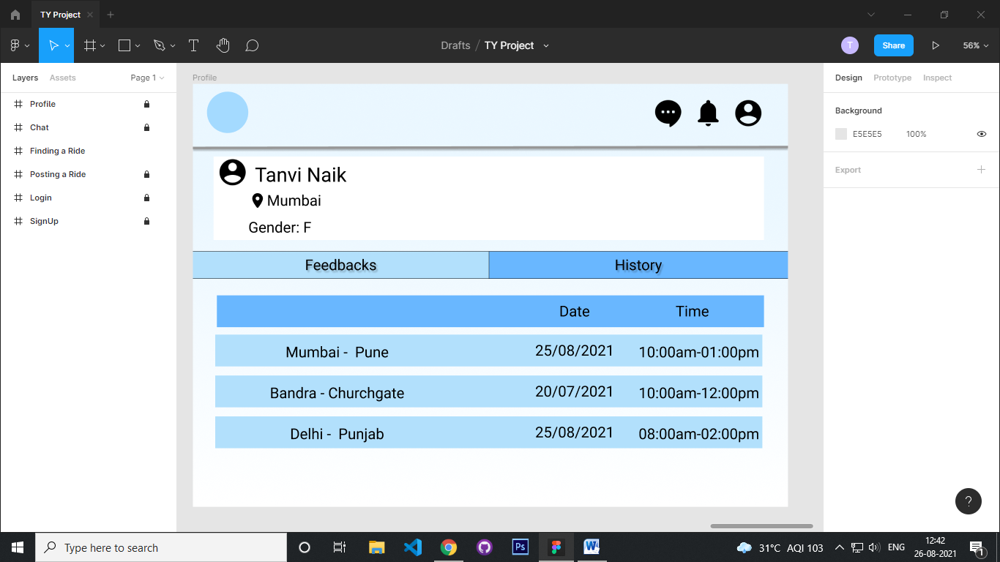 TY Project
Drafts / TY Project
T
Share
56%
Layers Assets Page 1
Profile
Chat
Finding a Ride
Posting a Ride
Login
SignUp
Profile
Tanvi Naik
Mumbai
Gender: F
Feedbacks History
Date Time
Mumbai - Pune 25/08/2021 10:00am-01:00pm
Bandra - Churchgate 20/07/2021 10:00am-12:00pm
Delhi - Punjab 25/08/2021 08:00am-02:00pm
Design Prototype Inspect
Background
E5E5E5 100%
Export
?
Type here to search
Ps
W
31°C AQI 103
ENG
12:42
26-08-2021
1